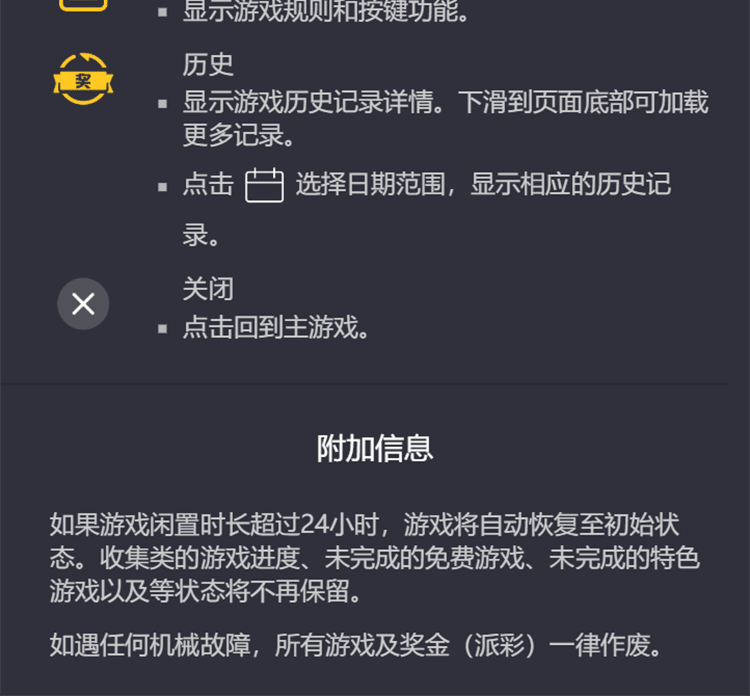 显示游戏规则和按键功能。
奖
历史
显示游戏历史记录详情。下滑到页面底部可加载
更多记录。
点击 选择日期范围，显示相应的历史记
录。
关闭
点击回到主游戏。
附加信息
如果游戏闲置时长超过24小时，游戏将自动恢复至初始状
态。收集类的游戏进度、未完成的免费游戏、未完成的特色
游戏以及等状态将不再保留。
如遇任何机械故障，所有游戏及奖金（派彩）一律作废。